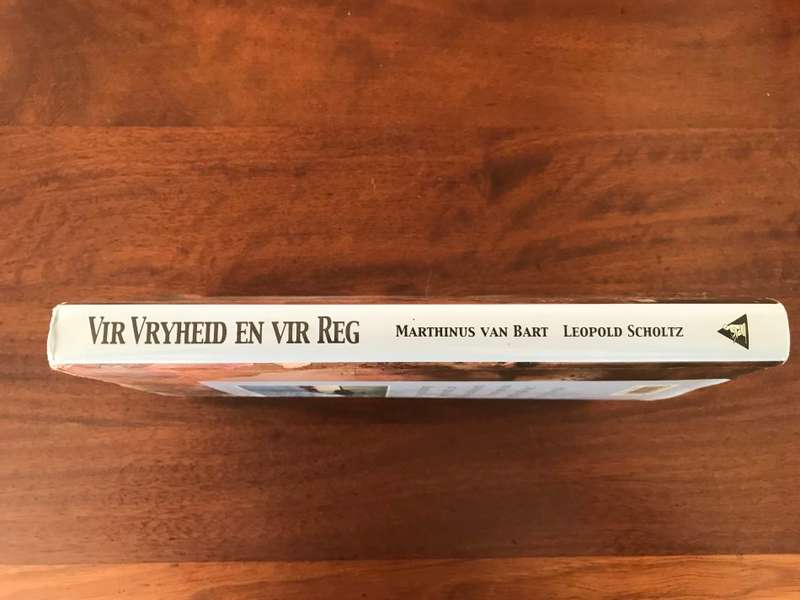 Vir Vryheid en vir Reg Marthinus van Bart Leopold Scholtz